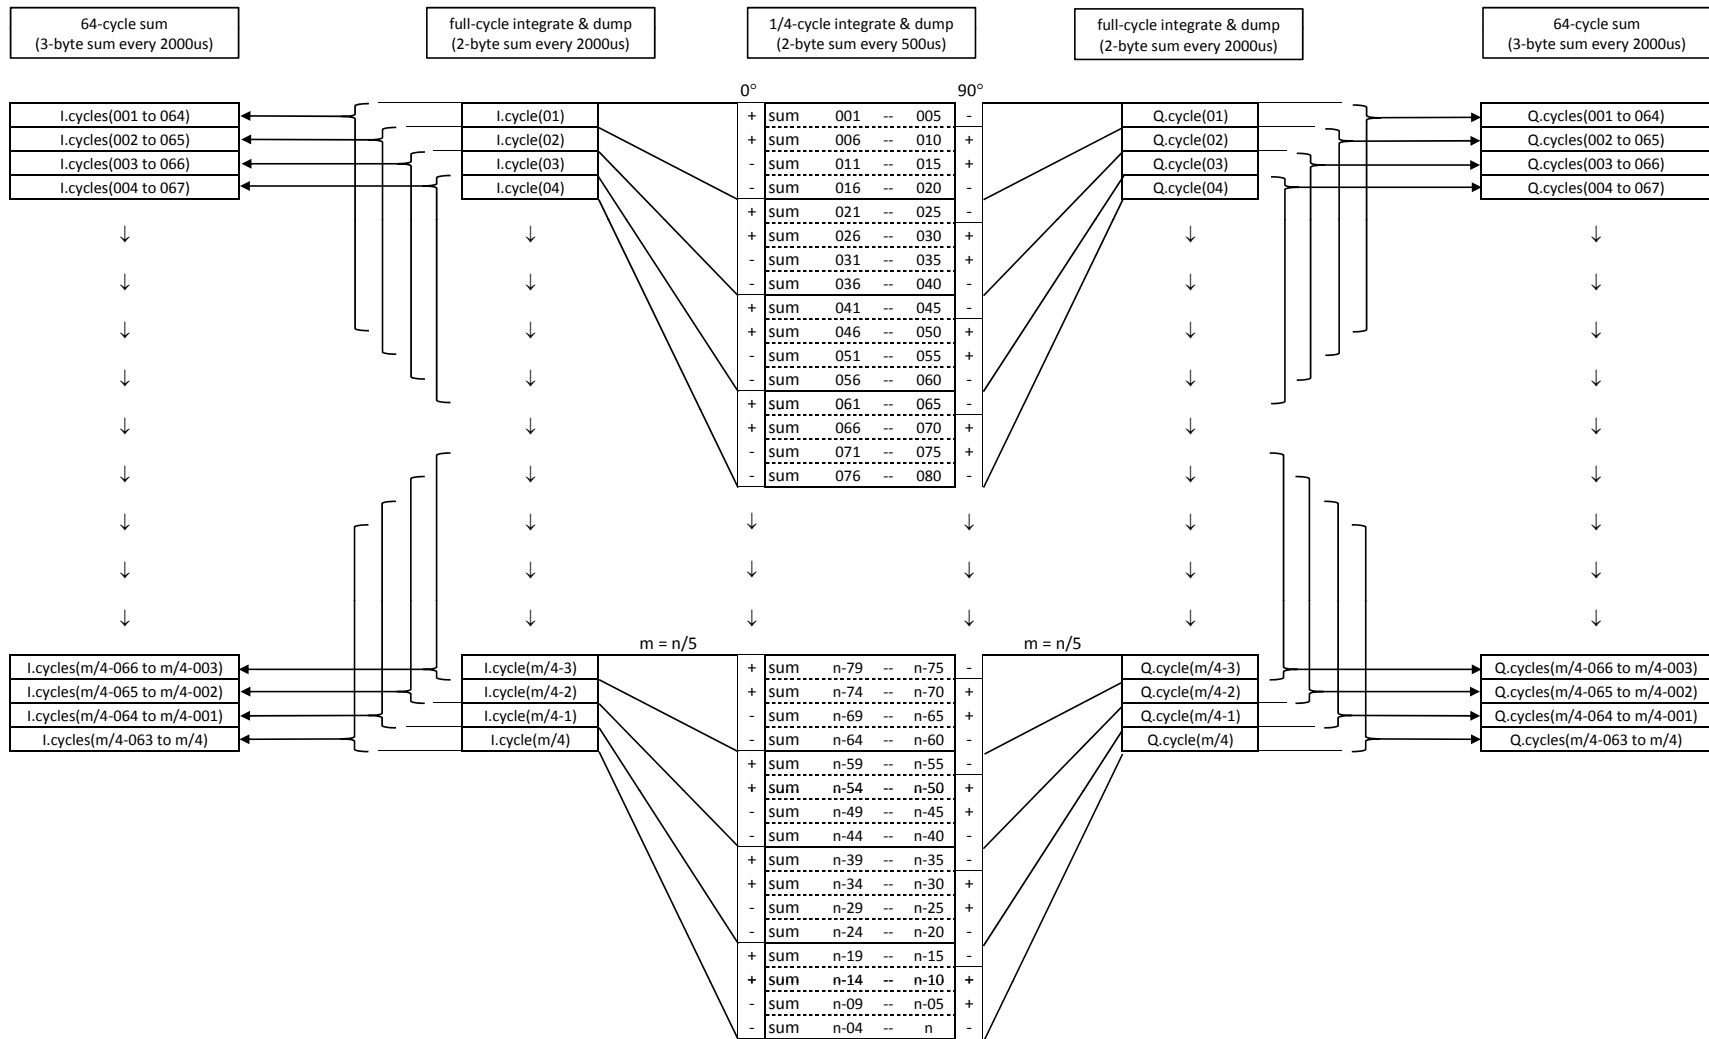 64-cycle sum
(3-byte sum every 2000us)
full-cycle integrate & dump
(2-byte sum every 2000us)
1/4-cycle integrate & dump
(2-byte sum every 500us)
full-cycle integrate & dump
(2-byte sum every 2000us)
64-cycle sum
(3-byte sum every 2000us)
0° 90°
I.cycles(001 to 064) I.cycle(01) + sum 001 -- 005 - Q.cycle(01) Q.cycles(001 to 064)
I.cycles(002 to 065) I.cycle(02) + sum 006 -- 010 + Q.cycle(02) Q.cycles(002 to 065)
I.cycles(003 to 066) I.cycle(03) - sum 011 -- 015 + Q.cycle(03) Q.cycles(003 to 066)
I.cycles(004 to 067) I.cycle(04) - sum 016 -- 020 - Q.cycle(04) Q.cycles(004 to 067)
+ sum 021 -- 025 -
↓ ↓ + sum 026 -- 030 + ↓ ↓
- sum 031 -- 035 +
↓ ↓ - sum 036 -- 040 - ↓ ↓
+ sum 041 -- 045 -
↓ ↓ + sum 046 -- 050 + ↓ ↓
- sum 051 -- 055 +
↓ ↓ - sum 056 -- 060 - ↓ ↓
+ sum 061 -- 065 -
↓ ↓ + sum 066 -- 070 + ↓ ↓
- sum 071 -- 075 +
↓ ↓ - sum 076 -- 080 - ↓ ↓
↓ ↓ ↓ ↓ ↓ ↓
↓ ↓ ↓ ↓ ↓ ↓
↓ ↓ ↓ ↓ ↓ ↓
m = n/5 m = n/5
I.cycles(m/4-066 to m/4-003) I.cycle(m/4-3) + sum n-79 -- n-75 - Q.cycle(m/4-3) Q.cycles(m/4-066 to m/4-003)
I.cycles(m/4-065 to m/4-002) I.cycle(m/4-2) + sum n-74 -- n-70 + Q.cycle(m/4-2) Q.cycles(m/4-065 to m/4-002)
I.cycles(m/4-064 to m/4-001) I.cycle(m/4-1) - sum n-69 -- n-65 + Q.cycle(m/4-1) Q.cycles(m/4-064 to m/4-001)
I.cycles(m/4-063 to m/4) I.cycle(m/4) - sum n-64 -- n-60 - Q.cycle(m/4) Q.cycles(m/4-063 to m/4)
+ sum n-59 -- n-55 -
+ sum n-54 -- n-50 +
- sum n-49 -- n-45 +
- sum n-44 -- n-40 -
+ sum n-39 -- n-35 -
+ sum n-34 -- n-30 +
- sum n-29 -- n-25 +
- sum n-24 -- n-20 -
+ sum n-19 -- n-15 -
+ sum n-14 -- n-10 +
- sum n-09 -- n-05 +
- sum n-04 -- n -